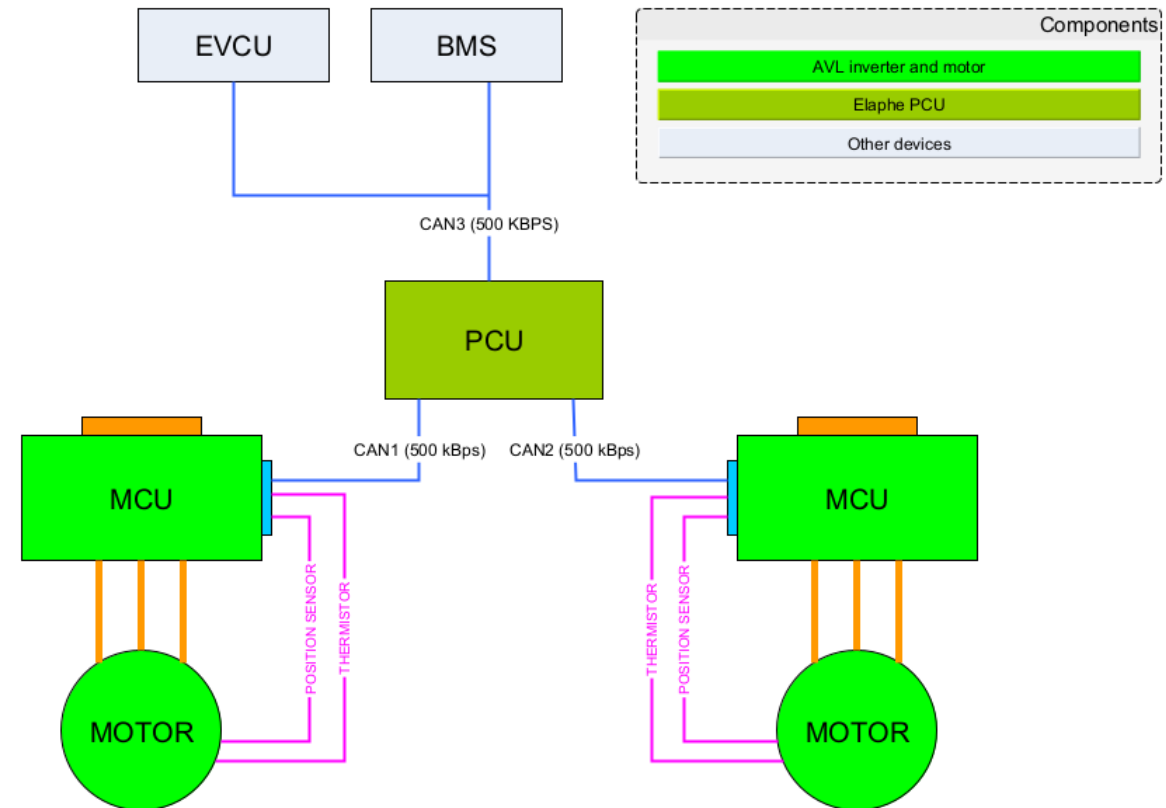 EVCU
BMS
Components
AVL inverter and motor
Elaphe PCU
Other devices
CAN3 (500 KBPS)
PCU
CAN1 (500 kBps)
CAN2 (500 kBps)
MCU
MCU
POSITION SENSOR
THERMISTOR
THERMISTOR
POSITION SENSOR
MOTOR
MOTOR